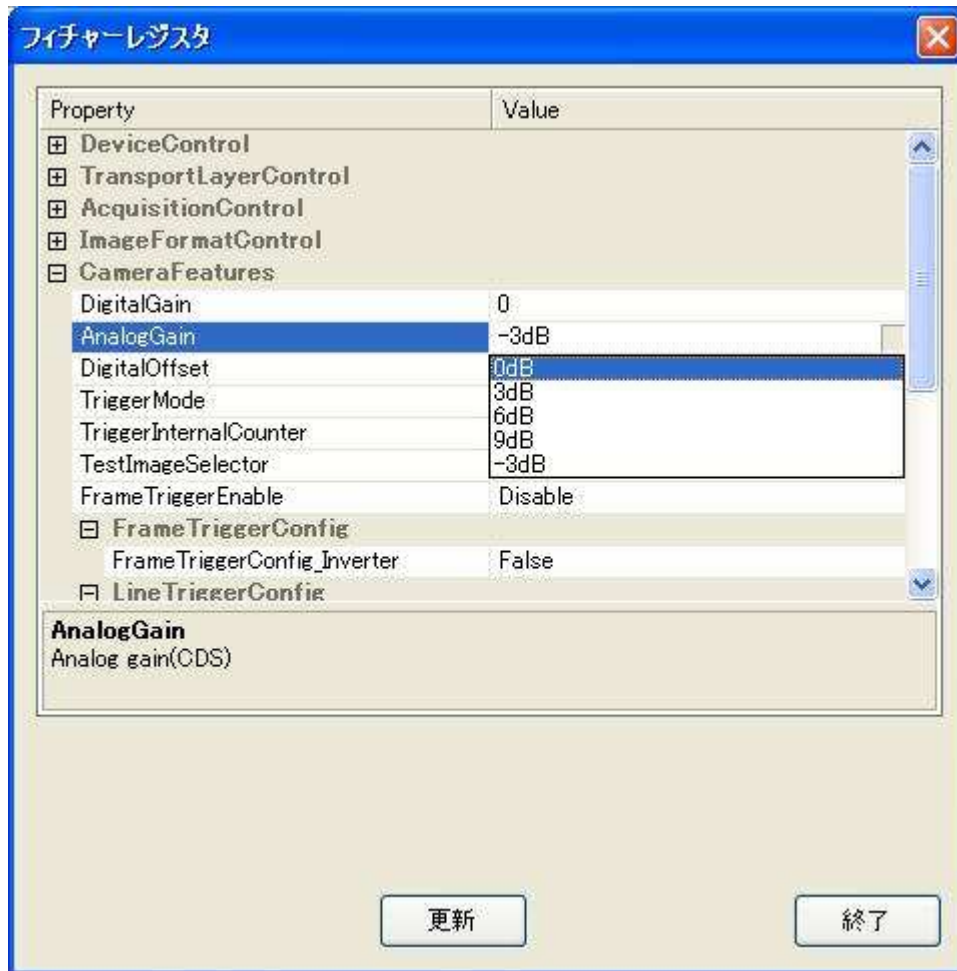 フィチャーレジスタ
Property Value
DeviceControl
TransportLayerControl
AcquisitionControl
ImageFormatControl
CameraFeatures
DigitalGain 0
AnalogGain -3dB
DigitalOffset 0dB
TriggerMode 3dB
6dB
TriggerInternalCounter 9dB
TestImageSelector -3dB
FrameTriggerEnable Disable
FrameTriggerConfig
FrameTriggerConfig_Inverter False
LineTriggerConfig
AnalogGain
Analog gain(CDS)
更新 終了